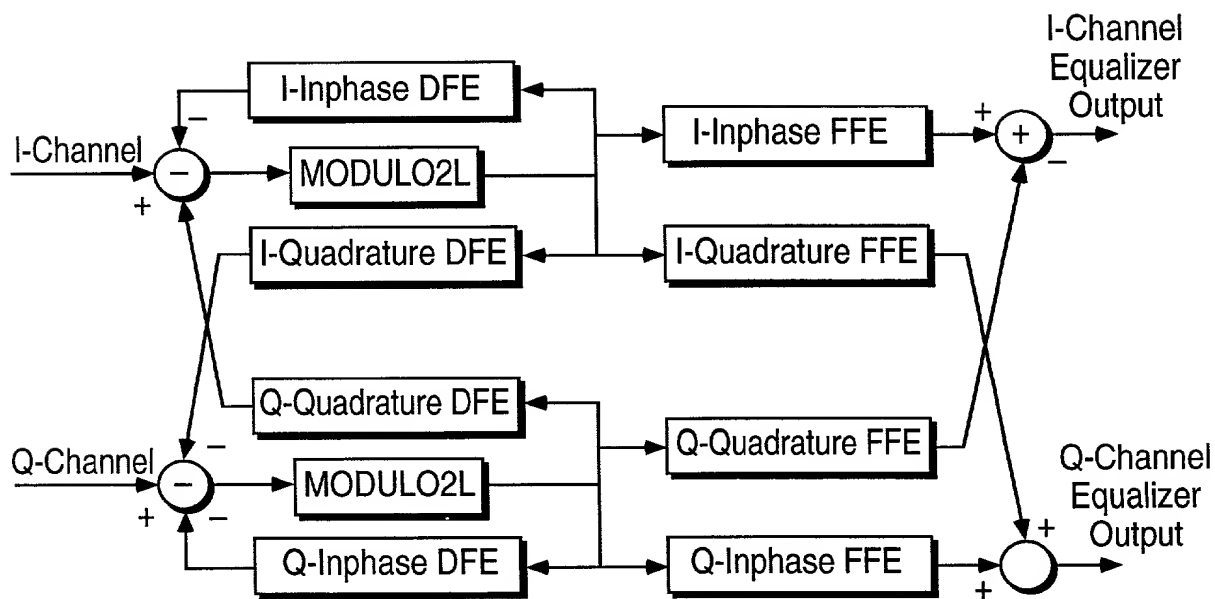 I-Channel
Equalizer
Output
I-Inphase DFE
I-Inphase FFE
+
+
−
−
I-Channel
−
+
MODULO2L
I-Quadrature DFE
I-Quadrature FFE
Q-Quadrature DFE
Q-Quadrature FFE
−
Q-Channel
−
+
−
MODULO2L
Q-Channel
Equalizer
Output
Q-Inphase DFE
Q-Inphase FFE
+
+